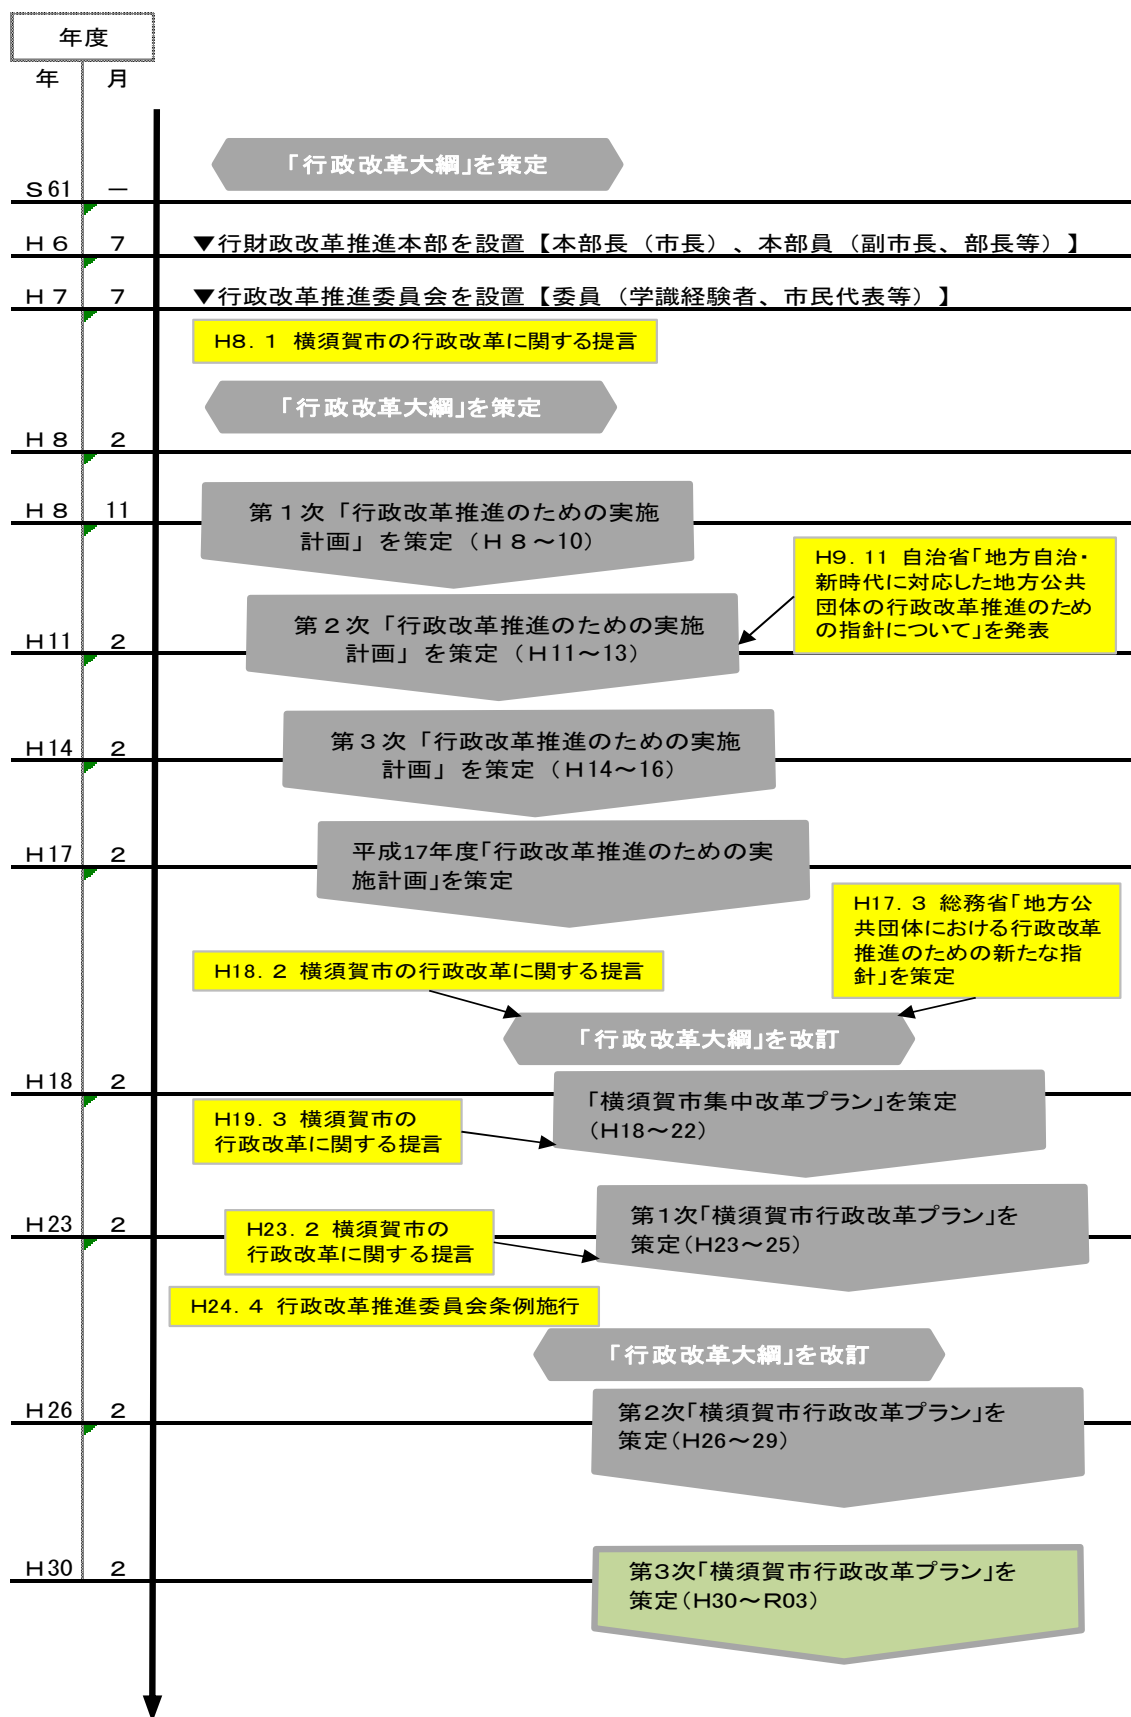 年度
年 月
「行政改革大綱」を策定
S61 －
H6 7 ▼行財政改革推進本部を設置【本部長（市長）、本部員（副市長、部長等）】
H7 7 ▼行政改革推進委員会を設置【委員（学識経験者、市民代表等）】
H8．1 横須賀市の行政改革に関する提言
「行政改革大綱」を策定
H8 2
H8 11
第１次「行政改革推進のための実施
計画」を策定（H８～10）
H9．11 自治省「地方自治・
新時代に対応した地方公共
団体の行政改革推進のため
の指針について」を発表
H11 2
第２次「行政改革推進のための実施
計画」を策定（H11～13）
H14 2
第３次「行政改革推進のための実施
計画」を策定（H14～16）
H17 2
平成17年度「行政改革推進のための実
施計画」を策定
H17．3 総務省「地方公
共団体における行政改革
推進のための新たな指
針」を策定
H18．2 横須賀市の行政改革に関する提言
「行政改革大綱」を改訂
H18 2
「横須賀市集中改革プラン」を策定
（H18～22）
H19．3 横須賀市の
行政改革に関する提言
H23 2
第1次「横須賀市行政改革プラン」を
策定（H23～25）
H23．2 横須賀市の
行政改革に関する提言
H24．4 行政改革推進委員会条例施行
「行政改革大綱」を改訂
H26 2
第2次「横須賀市行政改革プラン」を
策定（H26～29）
H30 2
第3次「横須賀市行政改革プラン」を
策定（H30～R03）